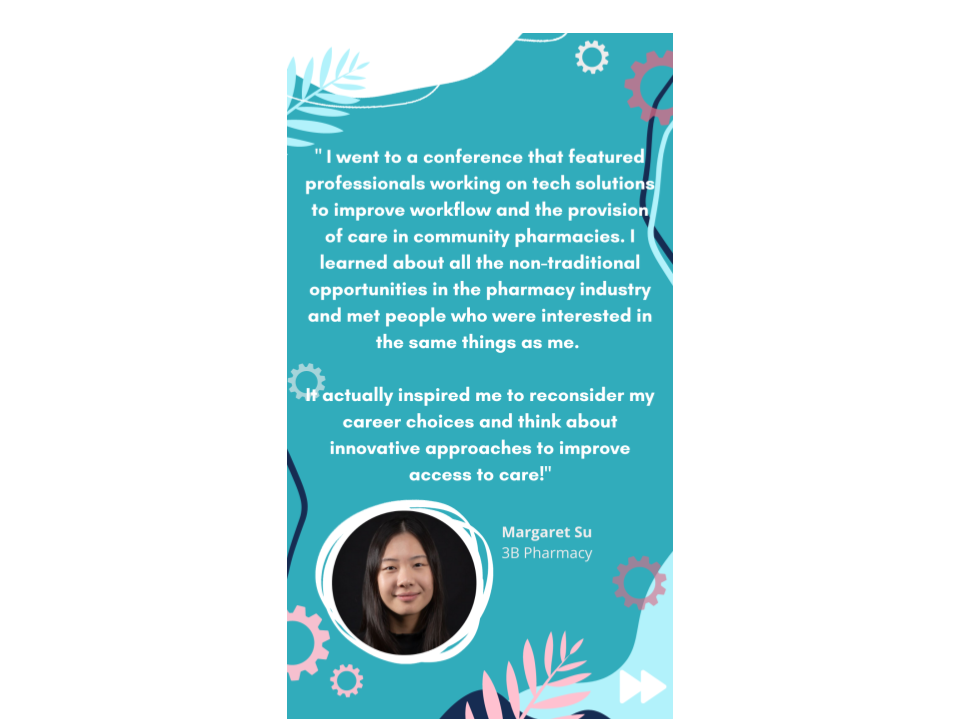 " I went to a conference that featured
professionals working on tech solutions
to improve workflow and the provision
of care in community pharmacies. I
learned about all the non-traditional
opportunities in the pharmacy industry
and met people who were interested in
the same things as me.
It actually inspired me to reconsider my
career choices and think about
innovative approaches to improve
access to care!"
Margaret Su
3B Pharmacy